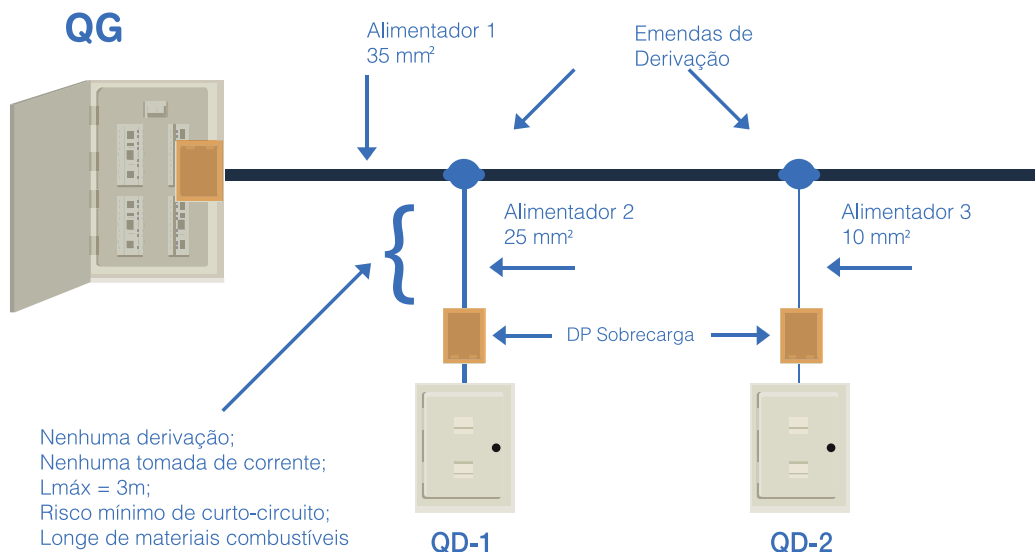 QG
Alimentador 1
35 mm²
Emendas de
Derivação
Alimentador 2
25 mm²
Alimentador 3
10 mm²
DP Sobrecarga
Nenhuma derivação;
Nenhuma tomada de corrente;
Lmáx = 3m;
Risco mínimo de curto-circuito;
Longe de materiais combustíveis
QD-1
QD-2